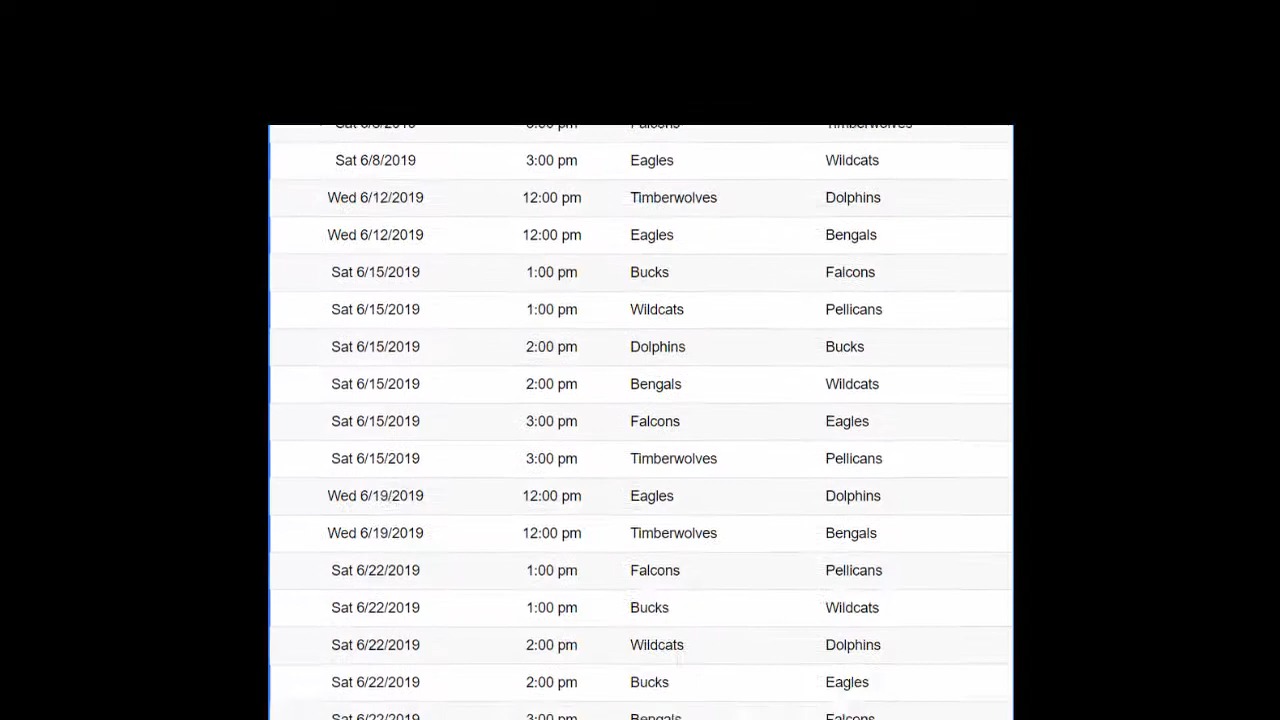 Sat 6/8/2019 3:00 pm Falcons Timberwolves
Sat 6/8/2019 3:00 pm Eagles Wildcats
Wed 6/12/2019 12:00 pm Timberwolves Dolphins
Wed 6/12/2019 12:00 pm Eagles Bengals
Sat 6/15/2019 1:00 pm Bucks Falcons
Sat 6/15/2019 1:00 pm Wildcats Pellicans
Sat 6/15/2019 2:00 pm Dolphins Bucks
Sat 6/15/2019 2:00 pm Bengals Wildcats
Sat 6/15/2019 3:00 pm Falcons Eagles
Sat 6/15/2019 3:00 pm Timberwolves Pellicans
Wed 6/19/2019 12:00 pm Eagles Dolphins
Wed 6/19/2019 12:00 pm Timberwolves Bengals
Sat 6/22/2019 1:00 pm Falcons Pellicans
Sat 6/22/2019 1:00 pm Bucks Wildcats
Sat 6/22/2019 2:00 pm Wildcats Dolphins
Sat 6/22/2019 2:00 pm Bucks Eagles
Sat 6/22/2019 3:00 pm Bengals Falcons